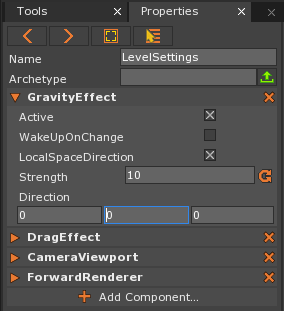 Tools
Properties
Name LevelSettings
Archetype
GravityEffect
Active
WakeUpOnChange
LocalSpaceDirection
Strength 10
Direction
0 0 0
DragEffect
CameraViewport
ForwardRenderer
Add Component...